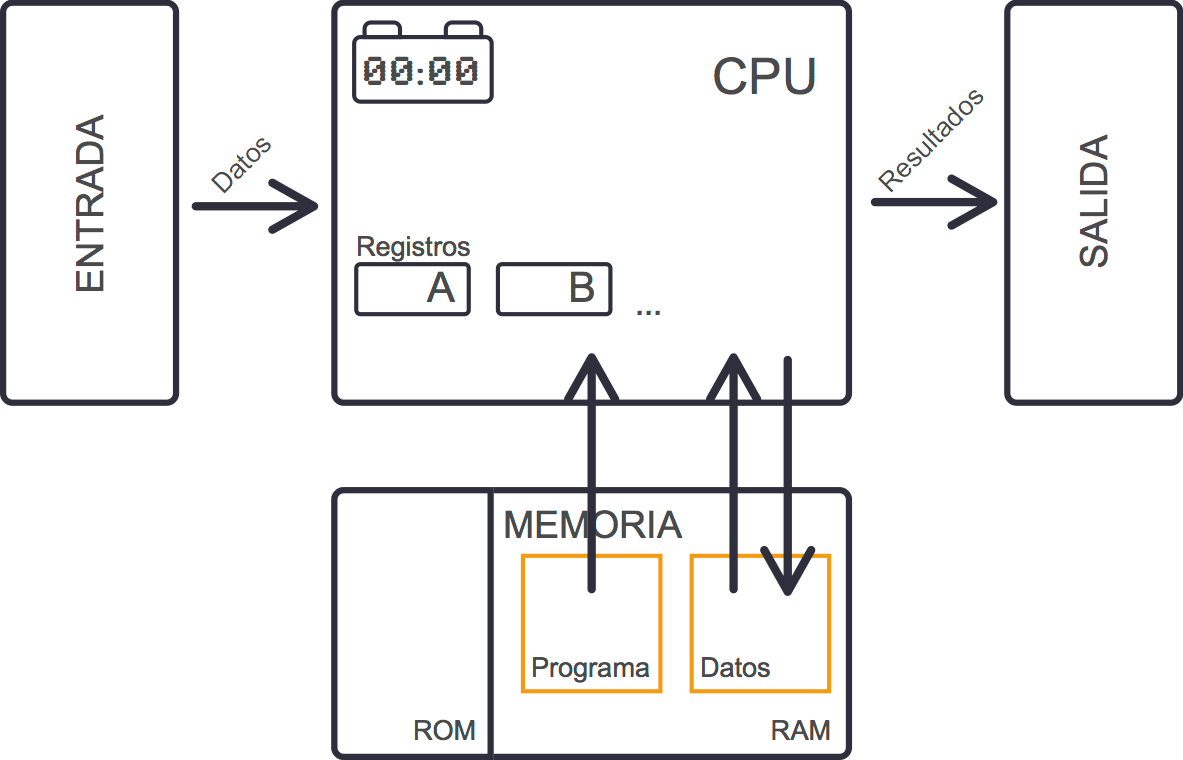 ENTRADA
Datos
00:00
CPU
Registros
A
B
...
Resultados
SALIDA
MEMORIA
Programa
Datos
ROM
RAM